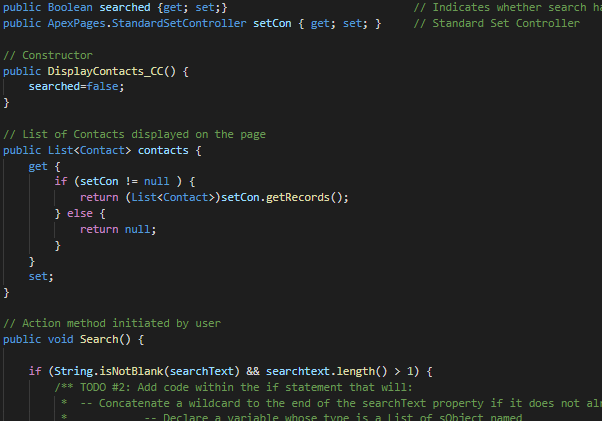 public Boolean searched {get; set;} // Indicates whether search ha
public ApexPages.StandardSetController setCon { get; set; } // Standard Set Controller
// Constructor
public DisplayContacts_CC() {
searched=false;
}
// List of Contacts displayed on the page
public List<Contact> contacts {
get {
if (setCon != null ) {
return (List<Contact>)setCon.getRecords();
} else {
return null;
}
}
set;
}
// Action method initiated by user
public void Search() {
if (String.isNotBlank(searchText) && searchtext.length() > 1) {
/** TODO #2: Add code within the if statement that will:
* -- Concatenate a wildcard to the end of the searchText property if it does not al
* -- Declare a variable whose type is a List of sObject named